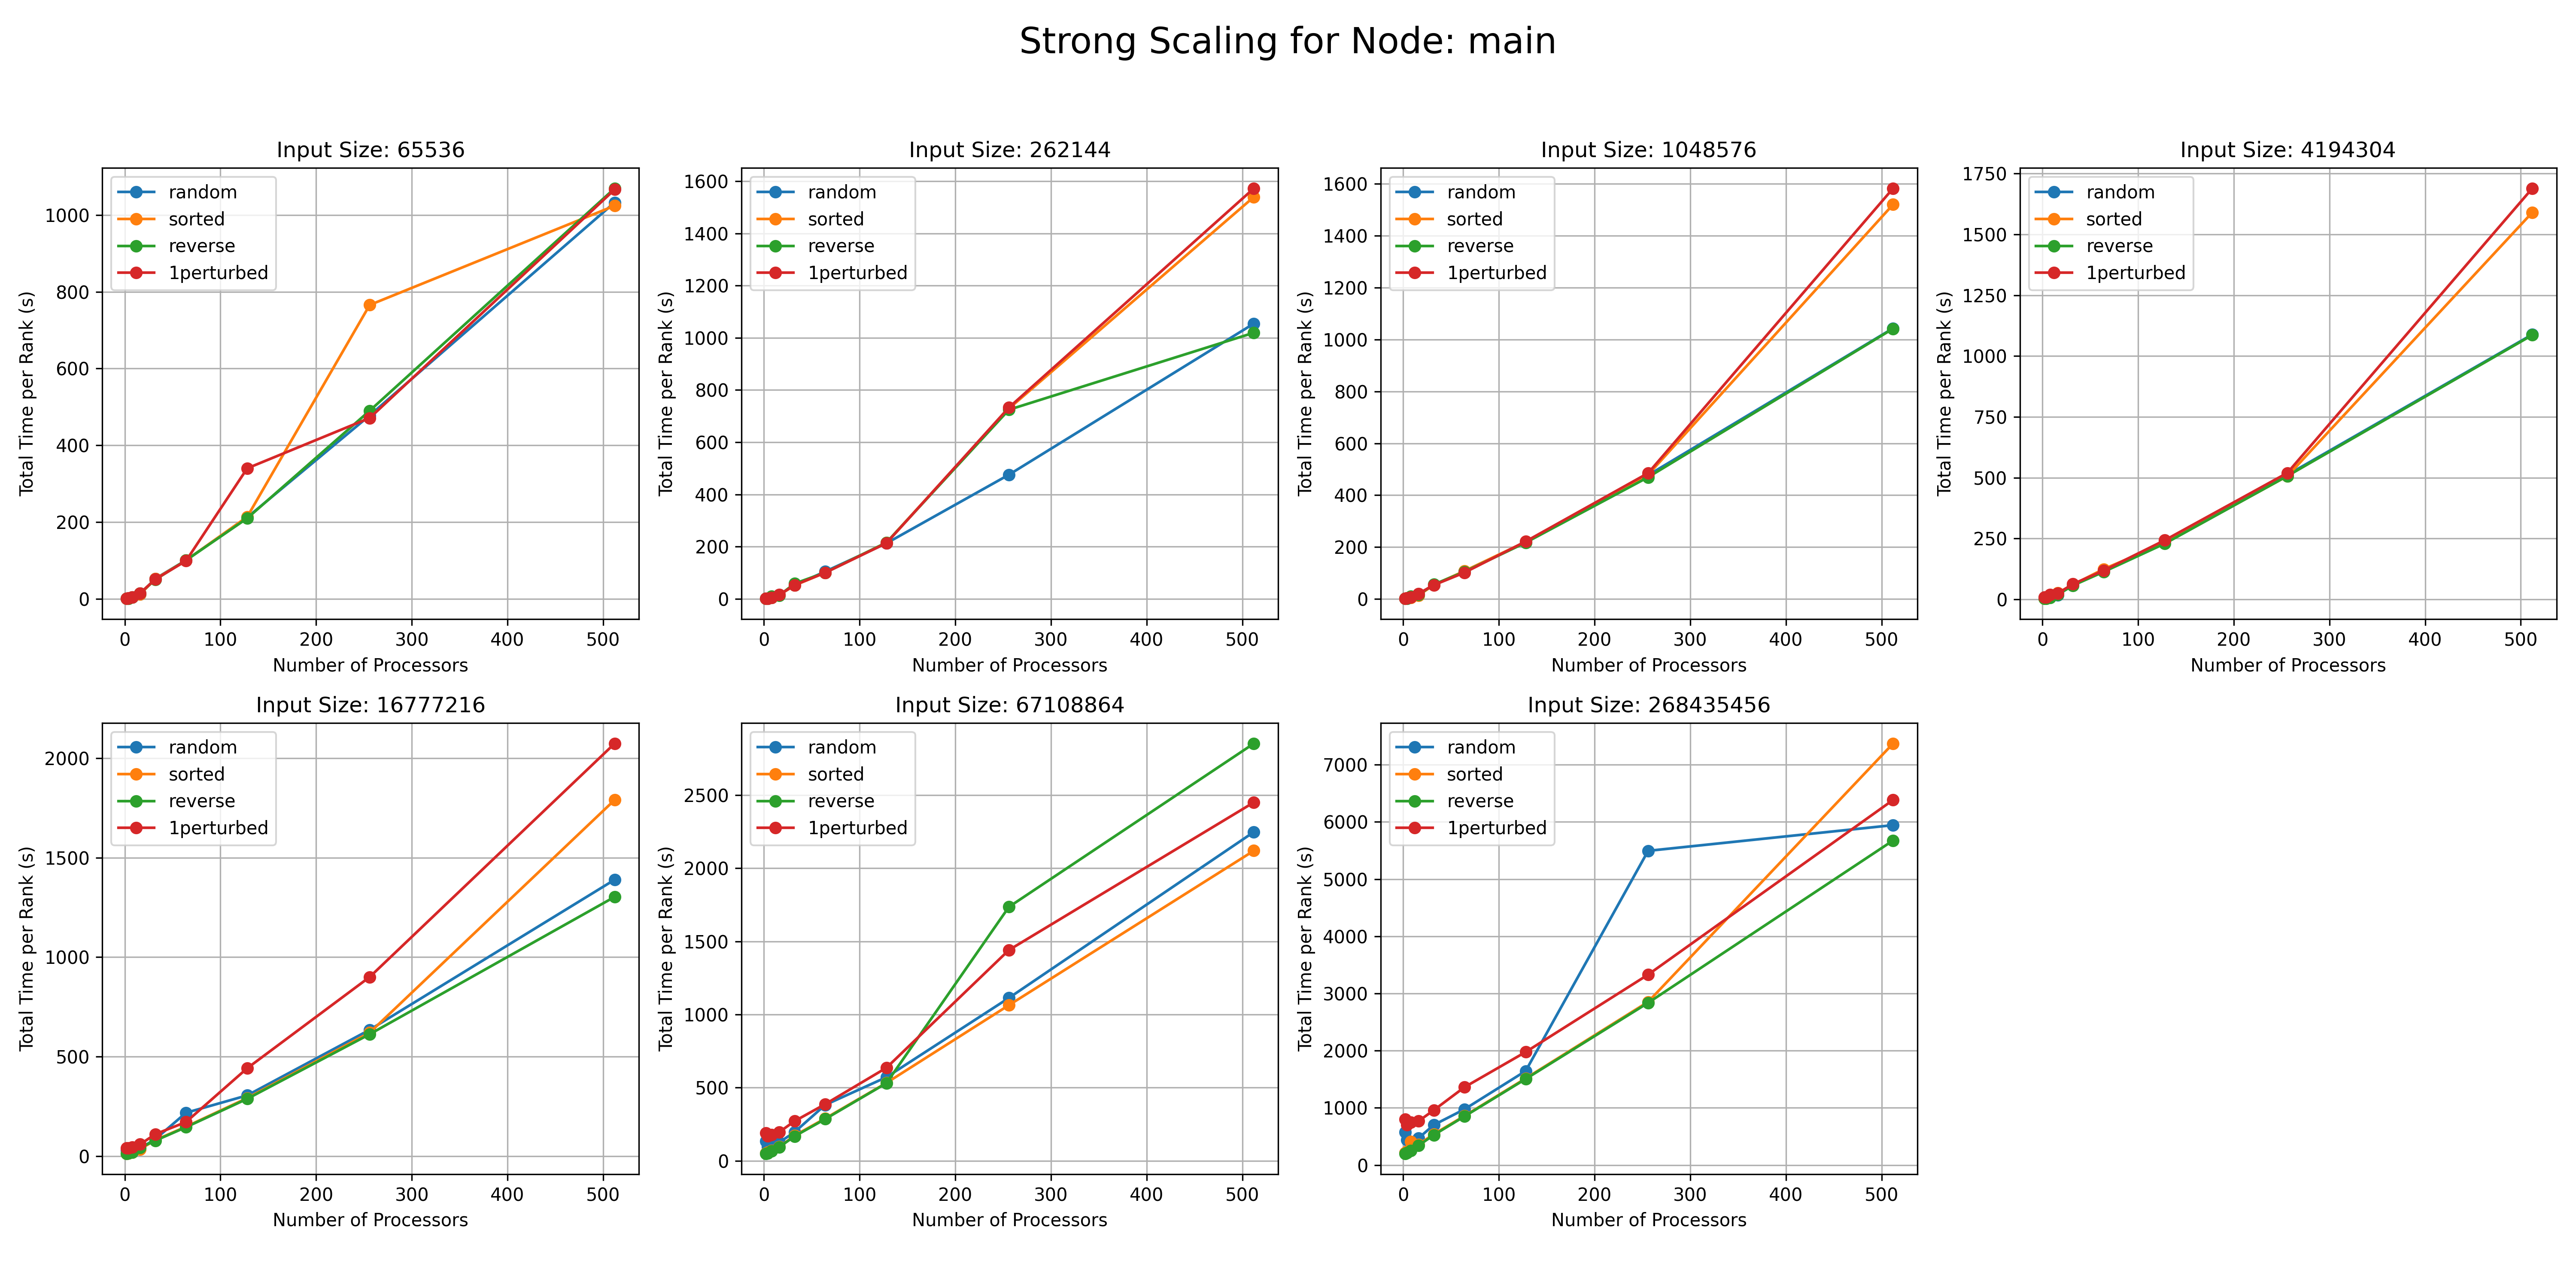 Strong Scaling for Node: main
Input Size: 65536
random
sorted
reverse
1perturbed
Total Time per Rank (s)
1000
800
600
400
200
0
0 100 200 300 400 500
Number of Processors
Input Size: 262144
random
sorted
reverse
1perturbed
Total Time per Rank (s)
1600
1400
1200
1000
800
600
400
200
0
0 100 200 300 400 500
Number of Processors
Input Size: 1048576
random
sorted
reverse
1perturbed
Total Time per Rank (s)
1600
1400
1200
1000
800
600
400
200
0
0 100 200 300 400 500
Number of Processors
Input Size: 4194304
random
sorted
reverse
1perturbed
Total Time per Rank (s)
1750
1500
1250
1000
750
500
250
0
0 100 200 300 400 500
Number of Processors
Input Size: 16777216
random
sorted
reverse
1perturbed
Total Time per Rank (s)
2000
1500
1000
500
0
0 100 200 300 400 500
Number of Processors
Input Size: 67108864
random
sorted
reverse
1perturbed
Total Time per Rank (s)
2500
2000
1500
1000
500
0
0 100 200 300 400 500
Number of Processors
Input Size: 268435456
random
sorted
reverse
1perturbed
Total Time per Rank (s)
7000
6000
5000
4000
3000
2000
1000
0
0 100 200 300 400 500
Number of Processors